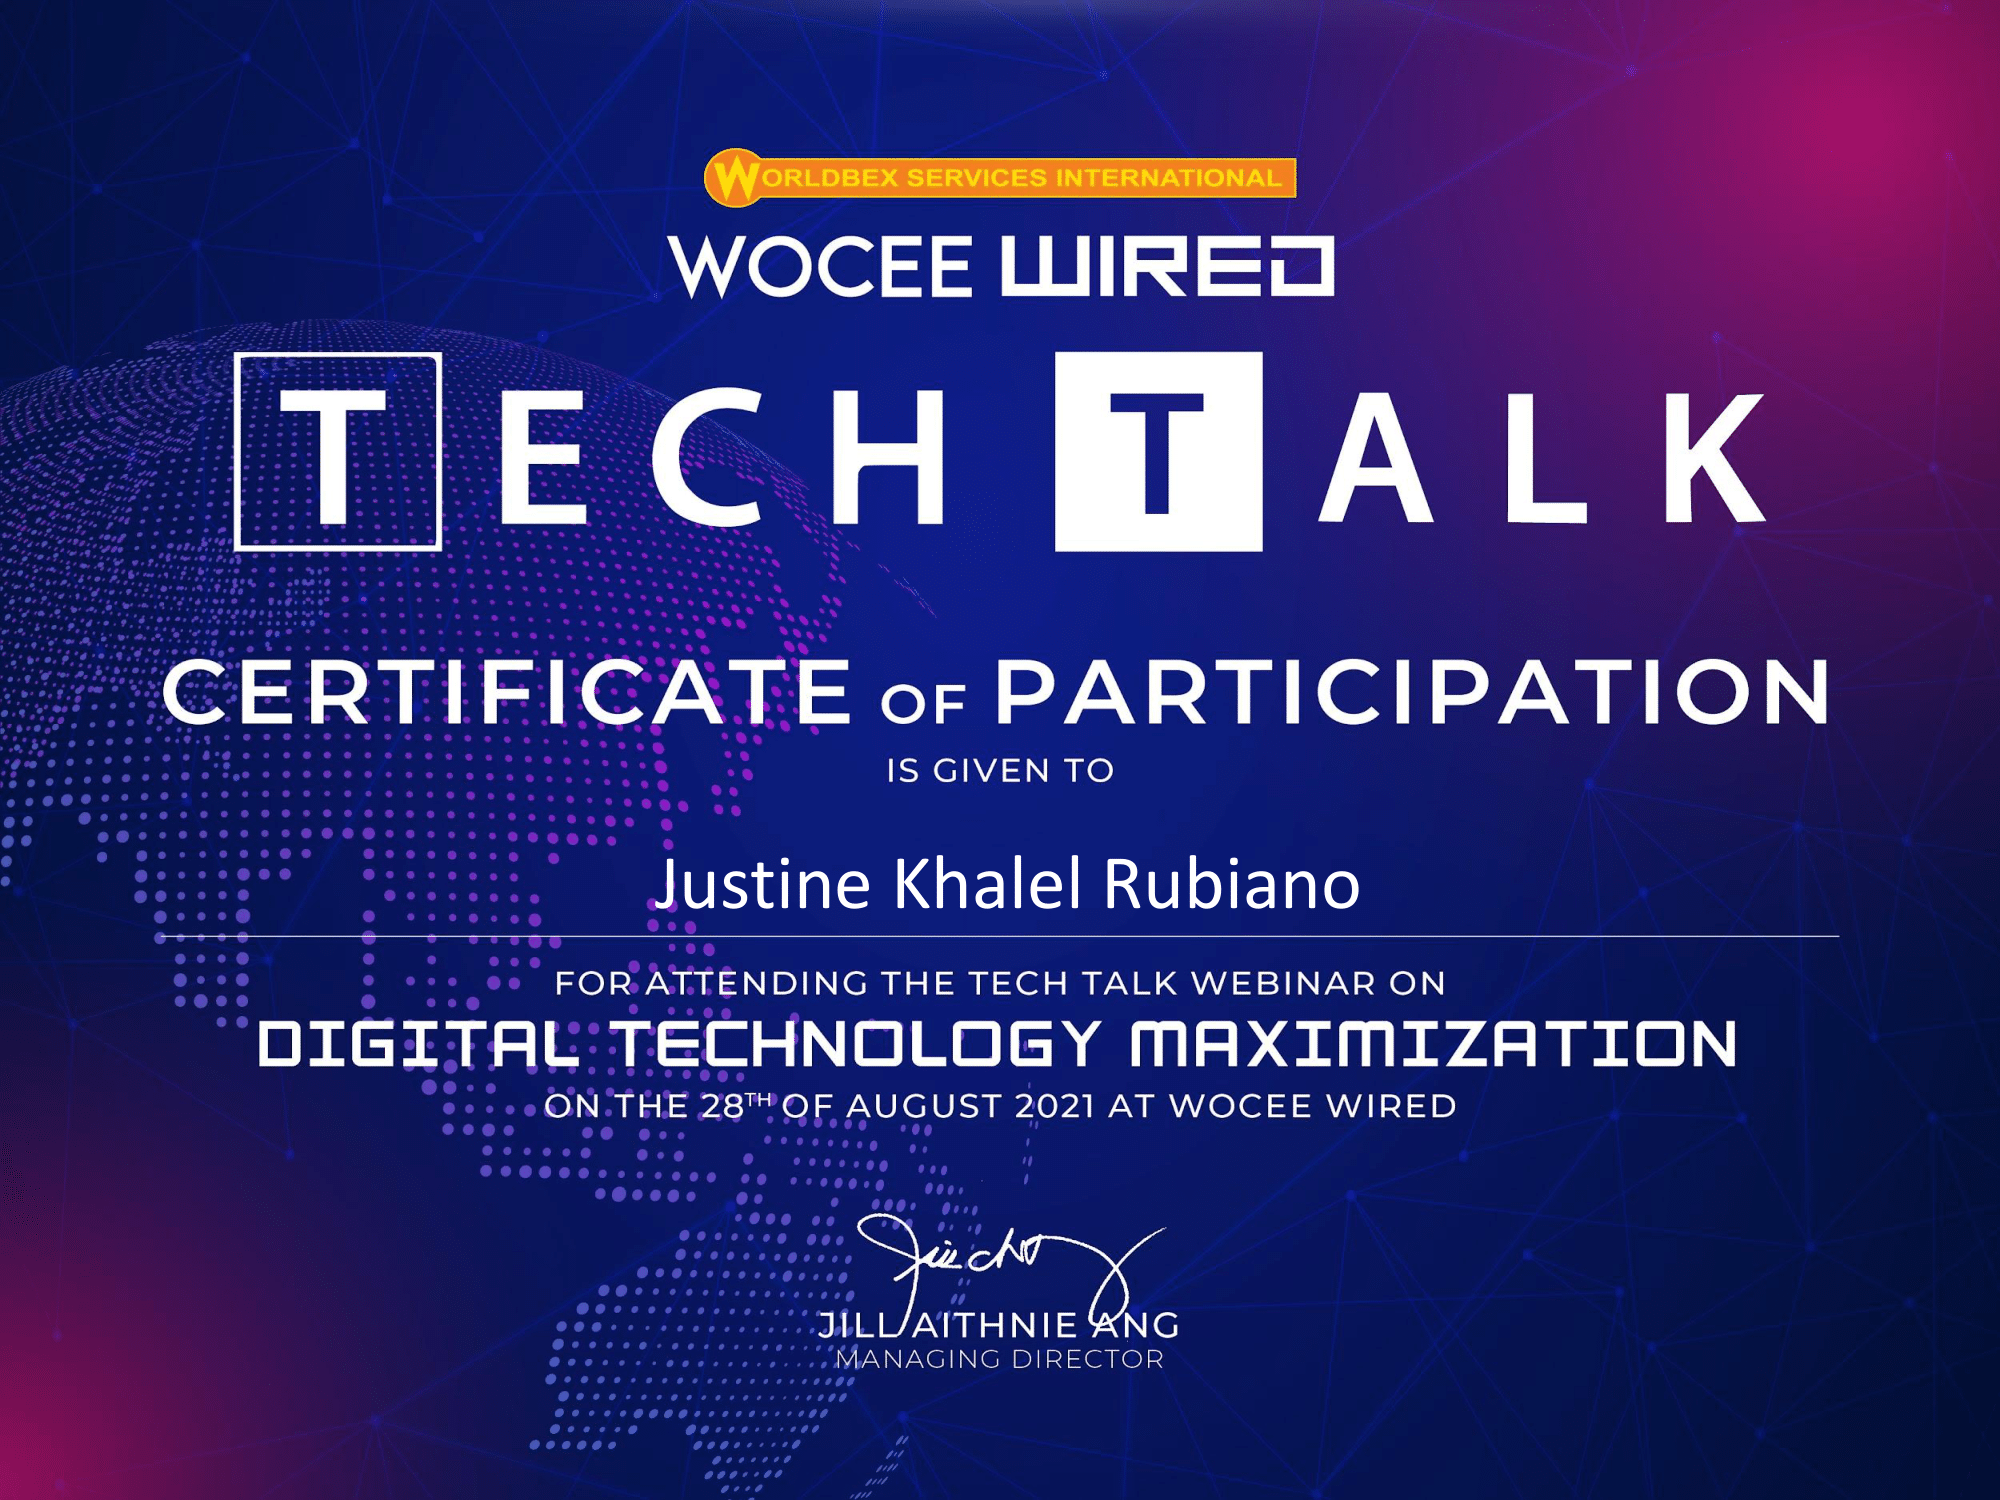 WORLDBEX SERVICES INTERNATIONAL
WOCEE WIRED
TECH TALK
CERTIFICATE OF PARTICIPATION
IS GIVEN TO
Justine Khalel Rubiano
FOR ATTENDING THE TECH TALK WEBINAR ON
DIGITAL TECHNOLOGY MAXIMIZATION
ON THE 28TH OF AUGUST 2021 AT WOCEE WIRED
JILL AITHNIE ANG
MANAGING DIRECTOR